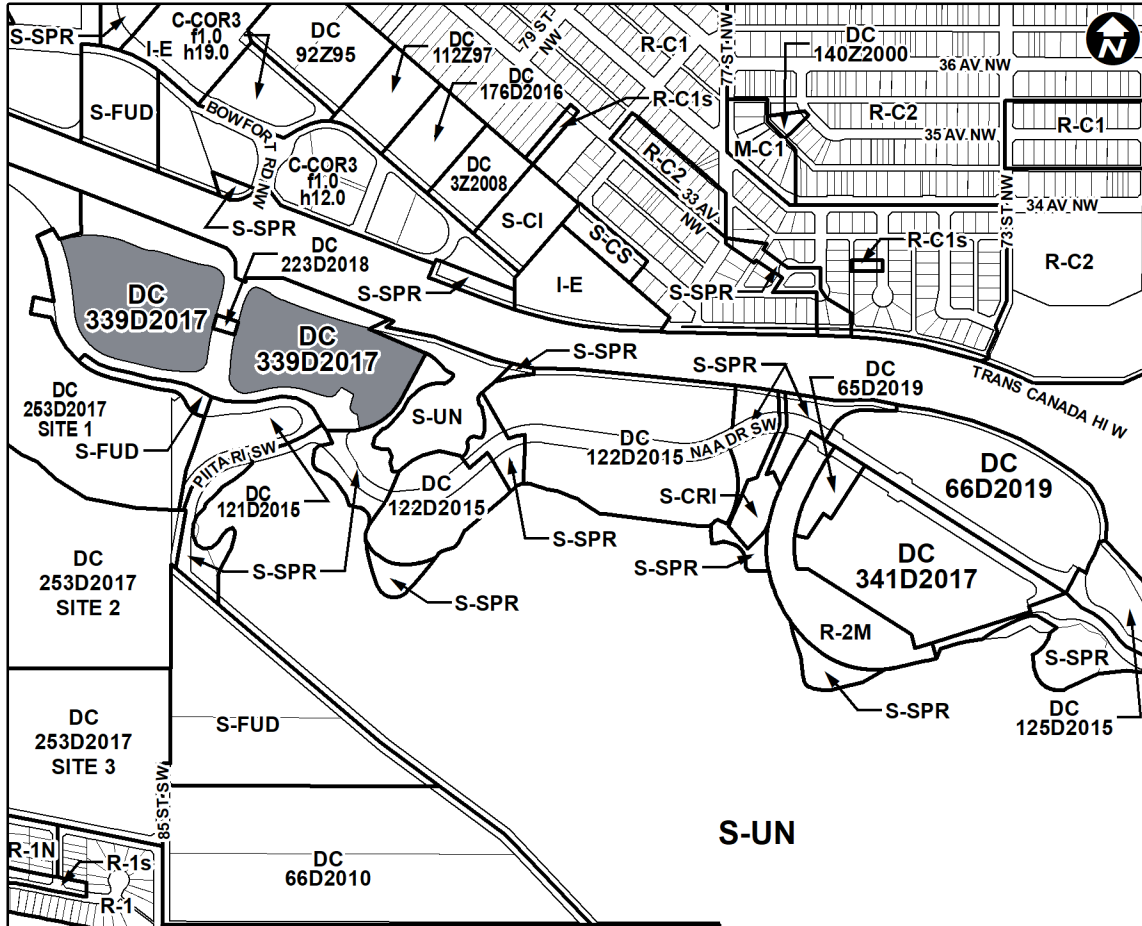 S-SPR
I-E
C-COR3
f1.0
h19.0
DC
92Z95
DC
112Z97
DC
176D2016
79 ST NW
R-C1
77 ST NW
DC
140Z2000
36 AV NW
N
S-FUD
BOWFORT RD NW
C-COR3
f1.0
h12.0
R-C1s
R-C2
33 AV NW
M-C1
R-C2
35 AV NW
R-C1
DC
3Z2008
S-CI
S-CS
34 AV NW
73 ST NW
R-C1s
S-SPR
DC
223D2018
S-SPR
I-E
S-SPR
R-C2
DC
339D2017
DC
339D2017
S-SPR
S-SPR
DC
65D2019
TRANS CANADA HI W
DC
253D2017
SITE 1
S-FUD
S-UN
DC
122D2015
NAA DR SW
DC
66D2019
PIITA RI SW
DC
121D2015
DC
122D2015
S-CRI
S-SPR
DC
253D2017
SITE 2
S-SPR
S-SPR
S-SPR
DC
341D2017
R-2M
S-SPR
S-SPR
DC
125D2015
DC
253D2017
SITE 3
S-FUD
85 ST SW
S-UN
R-1N
R-1s
R-1
DC
66D2010